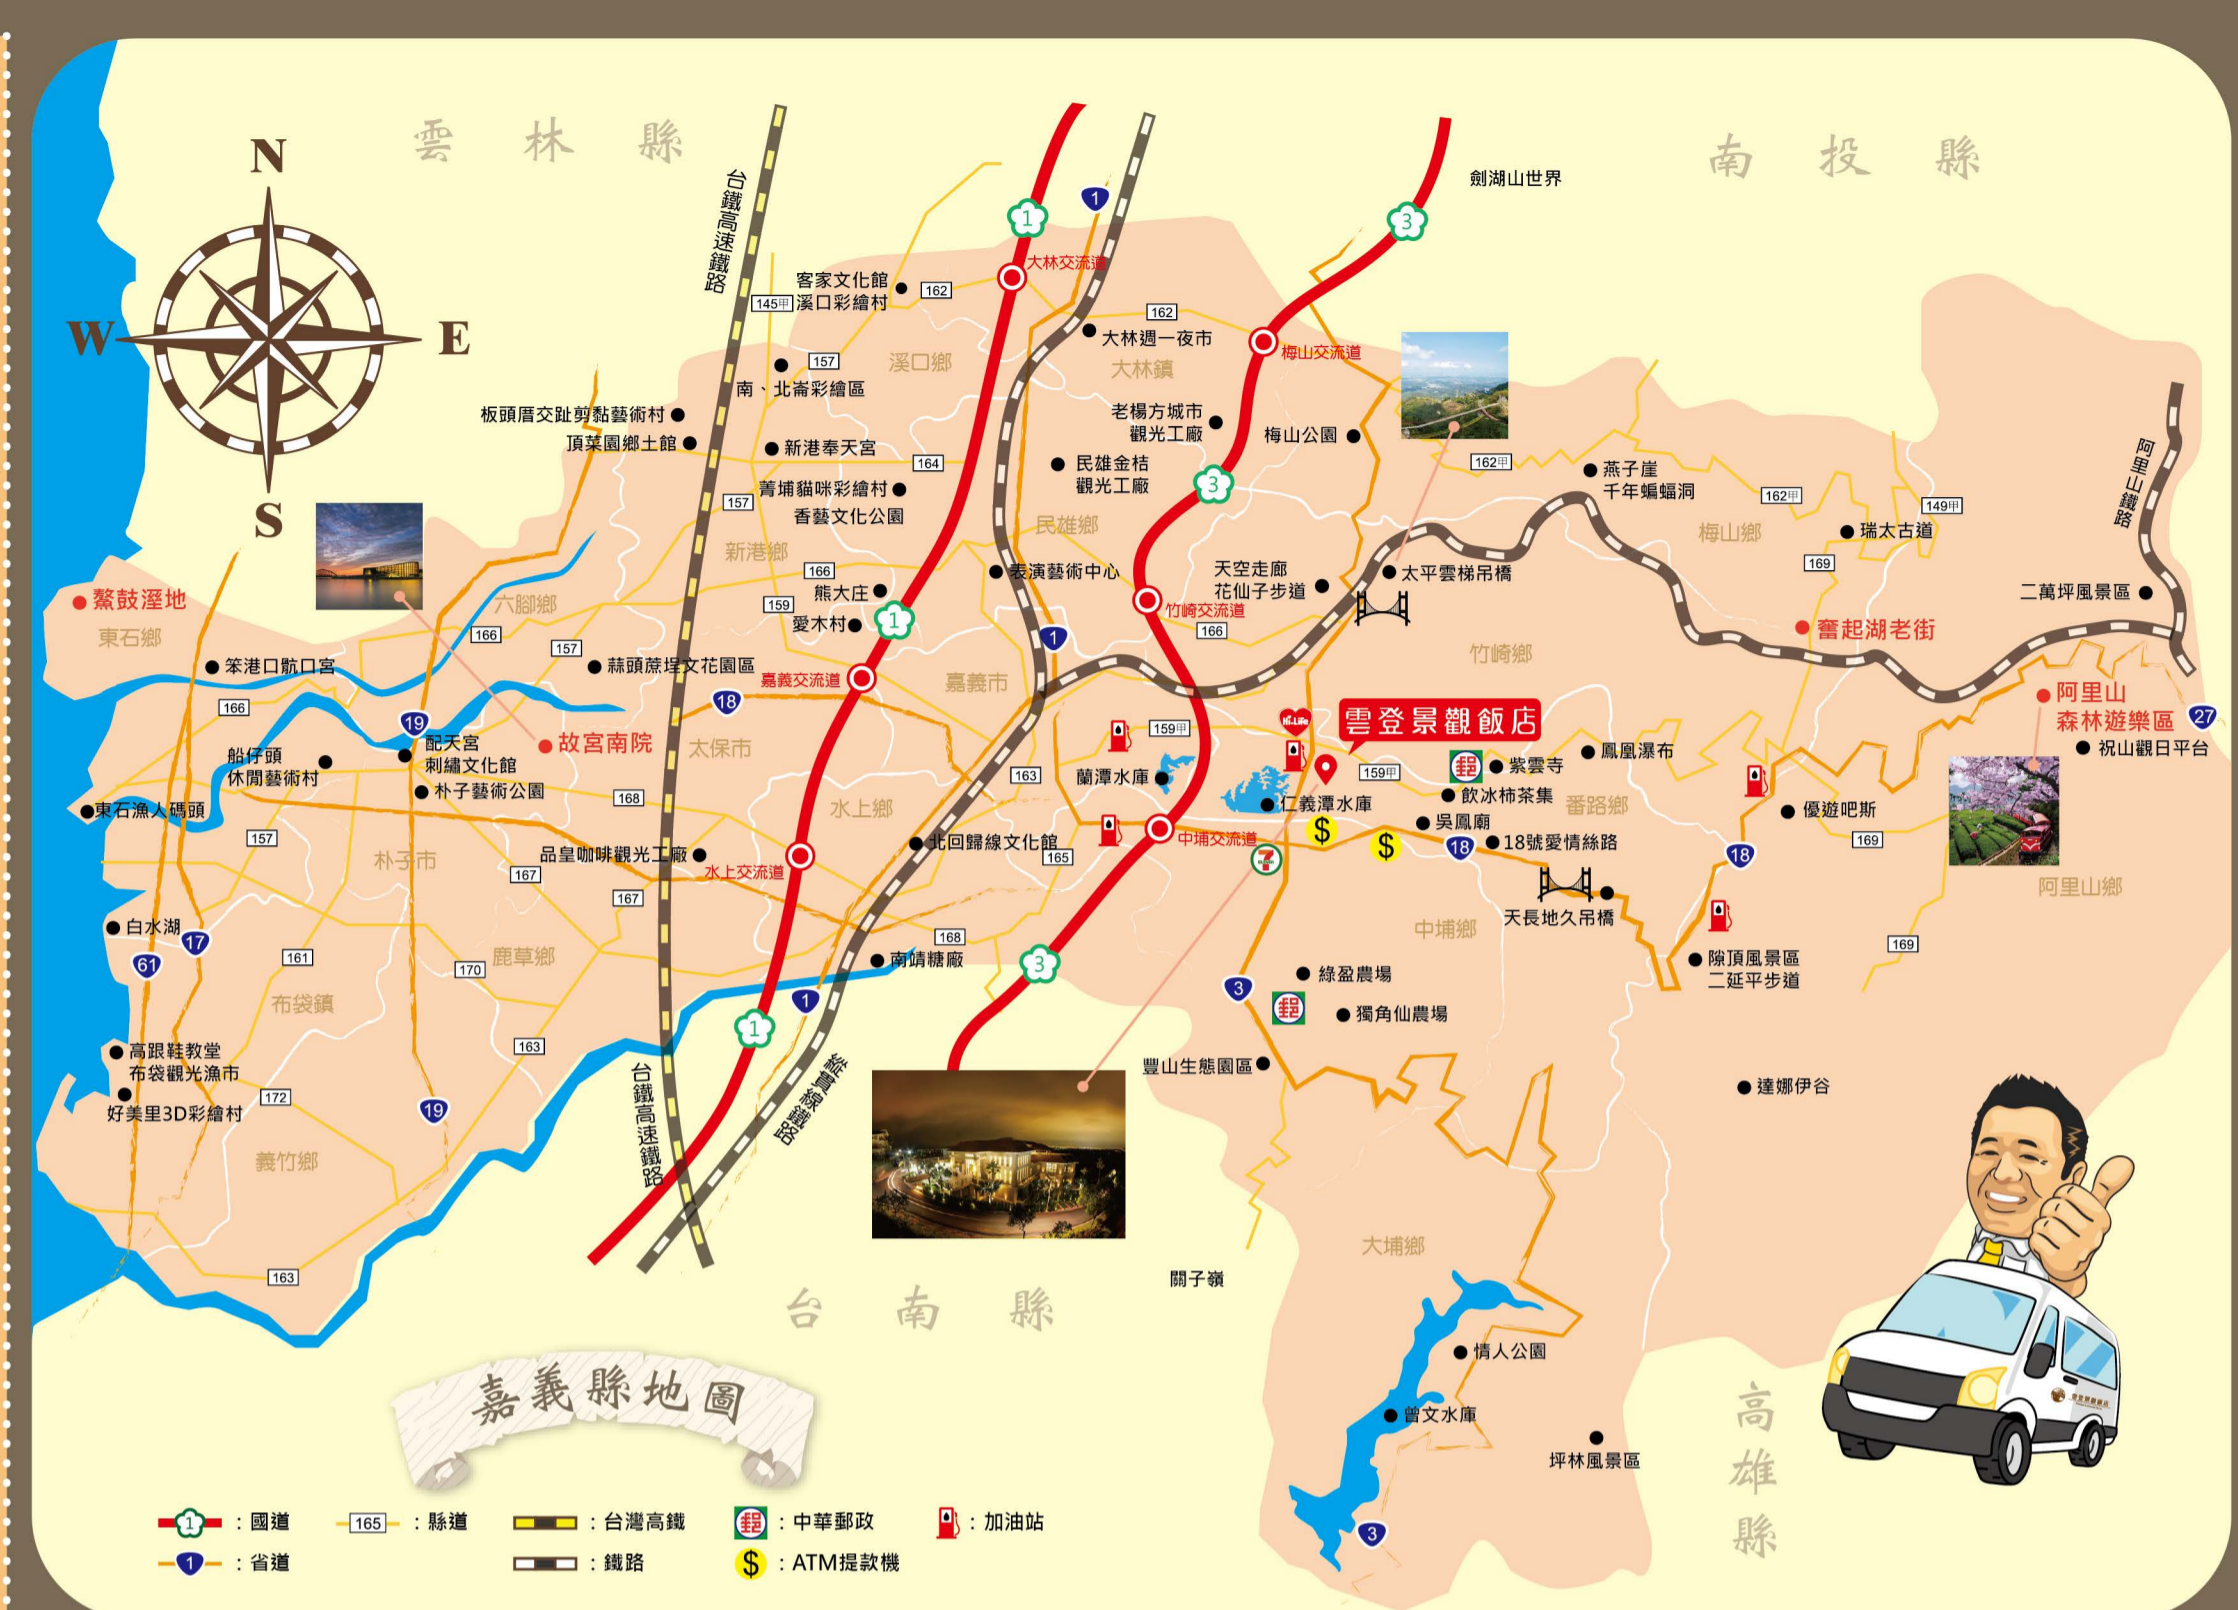 雲林縣
南投縣
N
W
E
S
台鐵高速鐵路
1
1
3
劍湖山世界
大林交流道
客家文化館
溪口彩繪村
162
145甲
162
大林週一夜市
梅山交流道
157
溪口鄉
大林鎮
南、北崙彩繪區
板頭厝交趾剪黏藝術村
頂菜園鄉土館
新港奉天宮
164
老楊方城市
觀光工廠
梅山公園
民雄金桔
觀光工廠
162甲
燕子崖
千年蝙蝠洞
162甲
149甲
阿里山鐵路
菁埔貓咪彩繪村
香藝文化公園
157
3
民雄鄉
新港鄉
梅山鄉
瑞太古道
169
166
熊大庄
表演藝術中心
天空走廊
花仙子步道
太平雲梯吊橋
二萬坪風景區
鰲鼓溼地
東石鄉
六腳鄉
159
愛木村
1
竹崎交流道
166
1
奮起湖老街
166
157
竹崎鄉
笨港口骯口宮
蒜頭蔗埕文花園區
嘉義交流道
嘉義市
阿里山
森林遊樂區
166
19
18
雲登景觀飯店
Hi-Life
27
159甲
祝山觀日平台
配天宮
刺繡文化館
故宮南院
太保市
船仔頭
休閒藝術村
朴子藝術公園
163
蘭潭水庫
159甲
郵
紫雲寺
鳳凰瀑布
飲冰柿茶集
番路鄉
仁義潭水庫
東石漁人碼頭
168
水上鄉
優遊吧斯
吳鳳廟
$
$
18
18號愛情絲路
157
朴子市
品皇咖啡觀光工廠
水上交流道
北回歸線文化館
165
中埔交流道
7
18
169
167
167
阿里山鄉
天長地久吊橋
白水湖
17
61
161
170
鹿草鄉
168
南靖糖廠
3
中埔鄉
169
隙頂風景區
二延平步道
3
綠盈農場
郵
獨角仙農場
布袋鎮
1
1
高跟鞋教堂
布袋觀光漁市
163
豐山生態園區
達娜伊谷
好美里3D彩繪村
172
19
台鐵高速鐵路
縱貫線鐵路
義竹鄉
163
大埔鄉
關子嶺
台南縣
情人公園
曾文水庫
坪林風景區
高雄縣
3
嘉義縣地圖
1：國道
165：縣道
：台灣高鐵
郵：中華郵政
：加油站
1：省道
：鐵路
$：ATM提款機